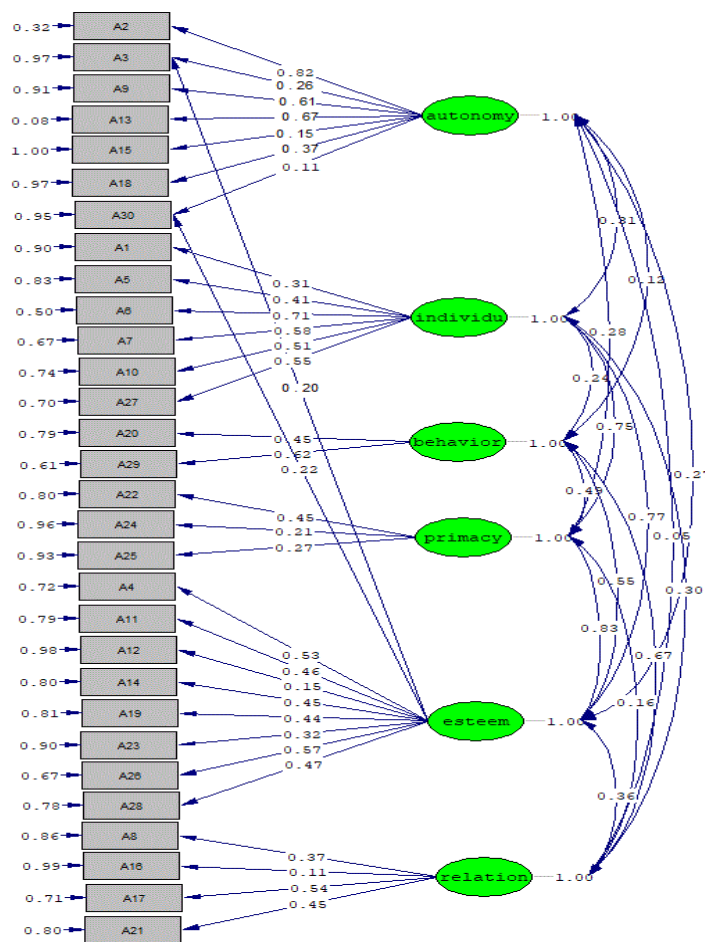 0.32 A2
0.97 A3
0.91 A9
0.08 A13
1.00 A15
0.97 A18
0.95 A30
0.90 A1
0.83 A5
0.50 A6
0.67 A7
0.74 A10
0.70 A27
0.79 A20
0.61 A29
0.80 A22
0.96 A24
0.93 A25
0.72 A4
0.79 A11
0.98 A12
0.80 A14
0.81 A19
0.90 A23
0.67 A26
0.78 A28
0.86 A8
0.99 A16
0.71 A17
0.80 A21
0.82
0.26
0.61
0.67
0.15
0.37
0.11
0.31
0.41
0.71
0.58
0.51
0.55
0.20
0.45
0.62
0.22
0.45
0.21
0.27
0.53
0.46
0.15
0.45
0.44
0.32
0.57
0.47
0.37
0.11
0.54
0.45
autonomy 1.00
individu 1.00
behavior 1.00
primacy 1.00
esteem 1.00
relation 1.00
0.12
0.28
0.24
0.75
0.27
0.49
0.77
0.05
0.55
0.30
0.83
0.67
0.16
0.36